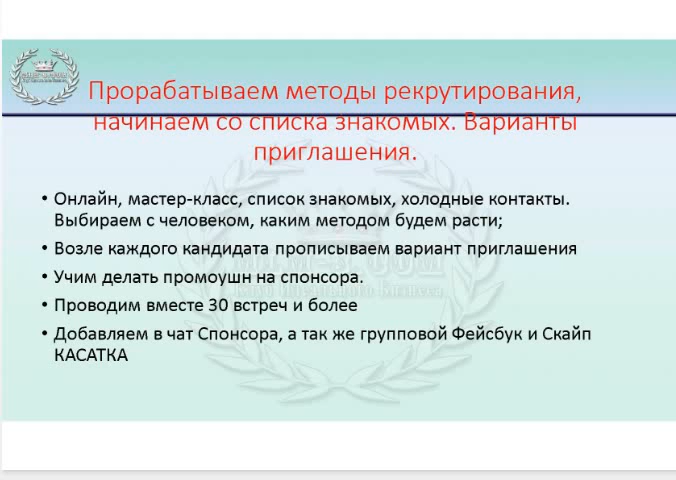 Прорабатываем методы рекрутирования,
начинаем со списка знакомых. Варианты
приглашения.
• Онлайн, мастер-класс, список знакомых, холодные контакты.
Выбираем с человеком, каким методом будем расти;
• Возле каждого кандидата прописываем вариант приглашения
• Учим делать промоушн на спонсора.
• Проводим вместе 30 встреч и более
• Добавляем в чат Спонсора, а так же групповой Фейсбук и Скайп
КАСАТКА